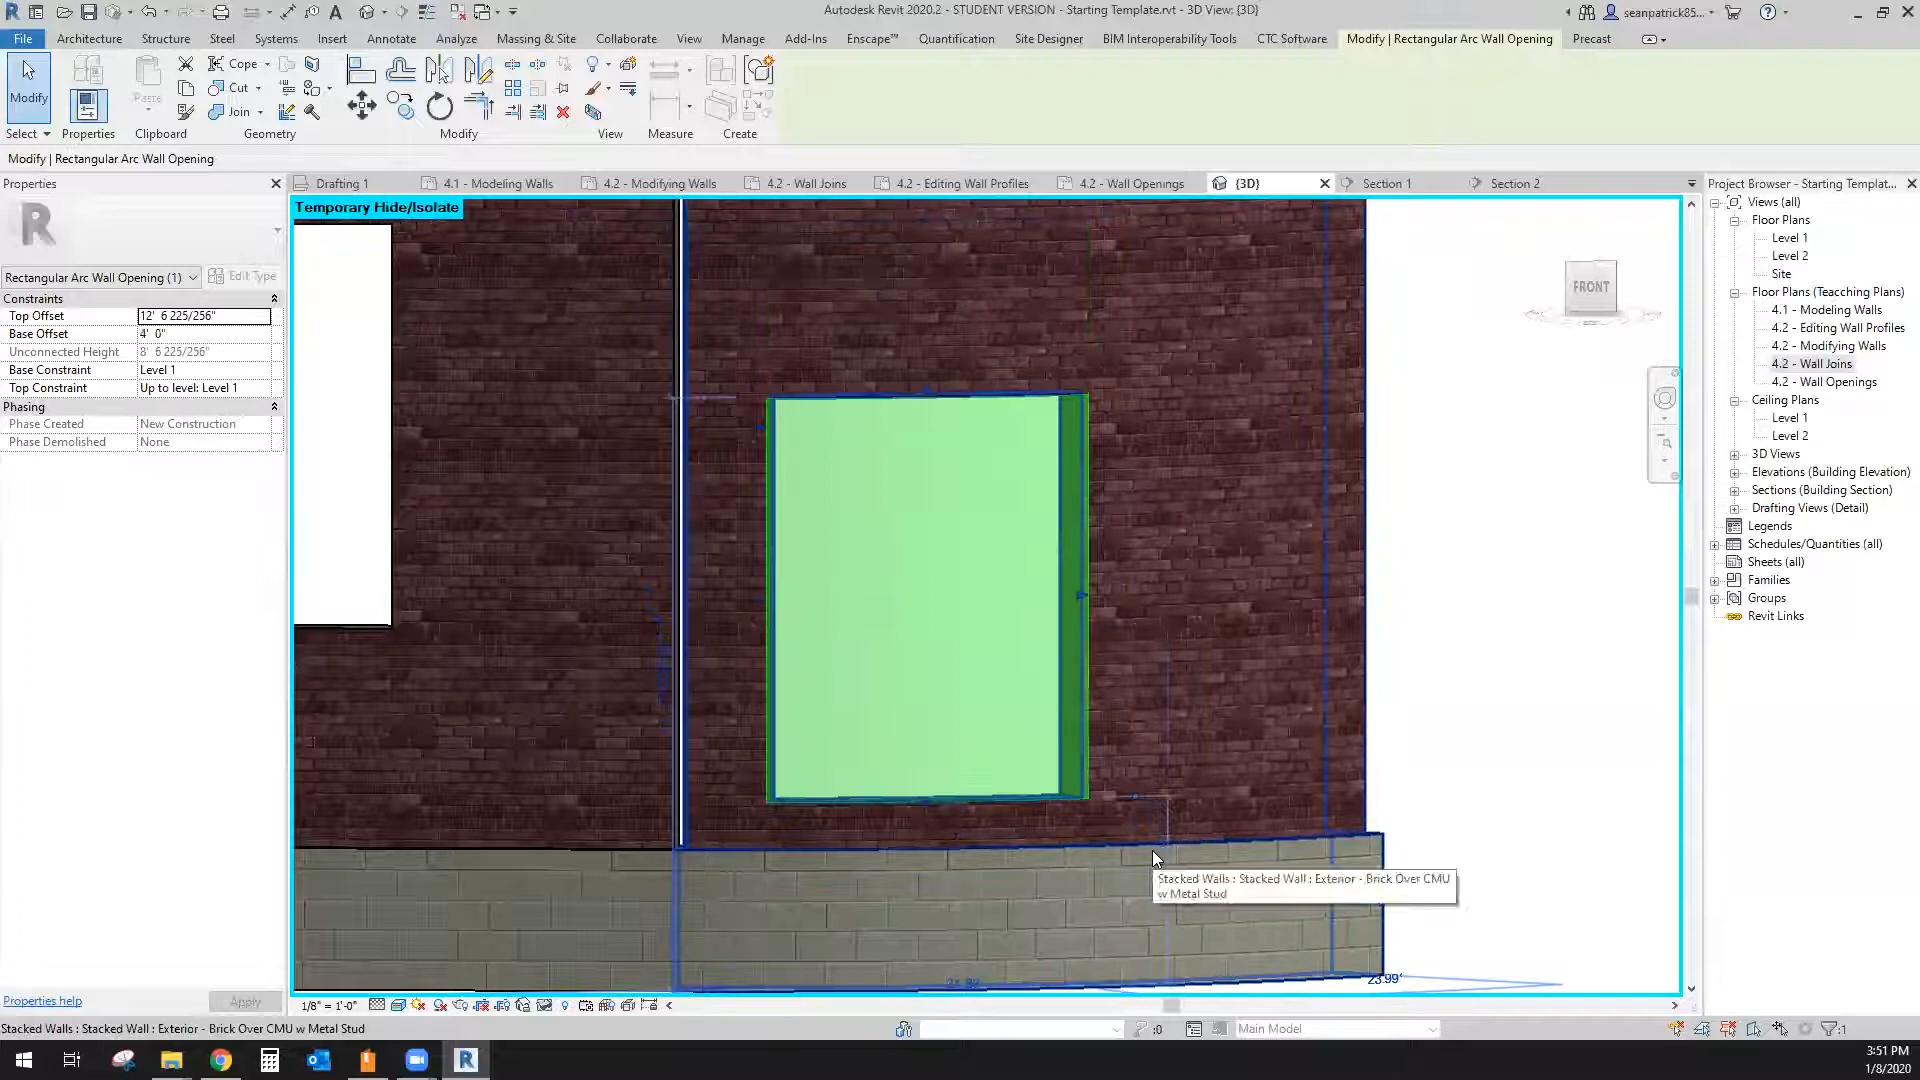 Autodesk Revit 2020.2 - STUDENT VERSION - Starting Template.rvt - 3D View: {3D}
seanpatrick85...
File Architecture Structure Steel Systems Insert Annotate Analyze Massing & Site Collaborate View Manage Add-Ins Enscape™ Quantification Site Designer BIM Interoperability Tools CTC Software Modify | Rectangular Arc Wall Opening Precast
Modify
Paste
Cope
Cut
Join
Select Properties Clipboard Geometry Modify View Measure Create
Modify | Rectangular Arc Wall Opening
Properties
Drafting 1
4.1 - Modeling Walls
4.2 - Modifying Walls
4.2 - Wall Joins
4.2 - Editing Wall Profiles
4.2 - Wall Openings
{3D}
Section 1
Section 2
Project Browser - Starting Templat...
Temporary Hide/Isolate
R
Rectangular Arc Wall Opening (1)
Edit Type
Constraints
Top Offset 12' 6 225/256"
Base Offset 4' 0"
Unconnected Height 8' 6 225/256"
Base Constraint Level 1
Top Constraint Up to level: Level 1
Phasing
Phase Created New Construction
Phase Demolished None
Properties help
Apply
FRONT
Stacked Walls : Stacked Wall : Exterior - Brick Over CMU
w Metal Stud
23.99'
Views (all)
Floor Plans
Level 1
Level 2
Site
Floor Plans (Teacching Plans)
4.1 - Modeling Walls
4.2 - Editing Wall Profiles
4.2 - Modifying Walls
4.2 - Wall Joins
4.2 - Wall Openings
Ceiling Plans
Level 1
Level 2
3D Views
Elevations (Building Elevation)
Sections (Building Section)
Drafting Views (Detail)
Legends
Schedules/Quantities (all)
Sheets (all)
Families
Groups
Revit Links
1/8" = 1'-0"
Stacked Walls : Stacked Wall : Exterior - Brick Over CMU w Metal Stud
:0
Main Model
:1
3:51 PM
1/8/2020